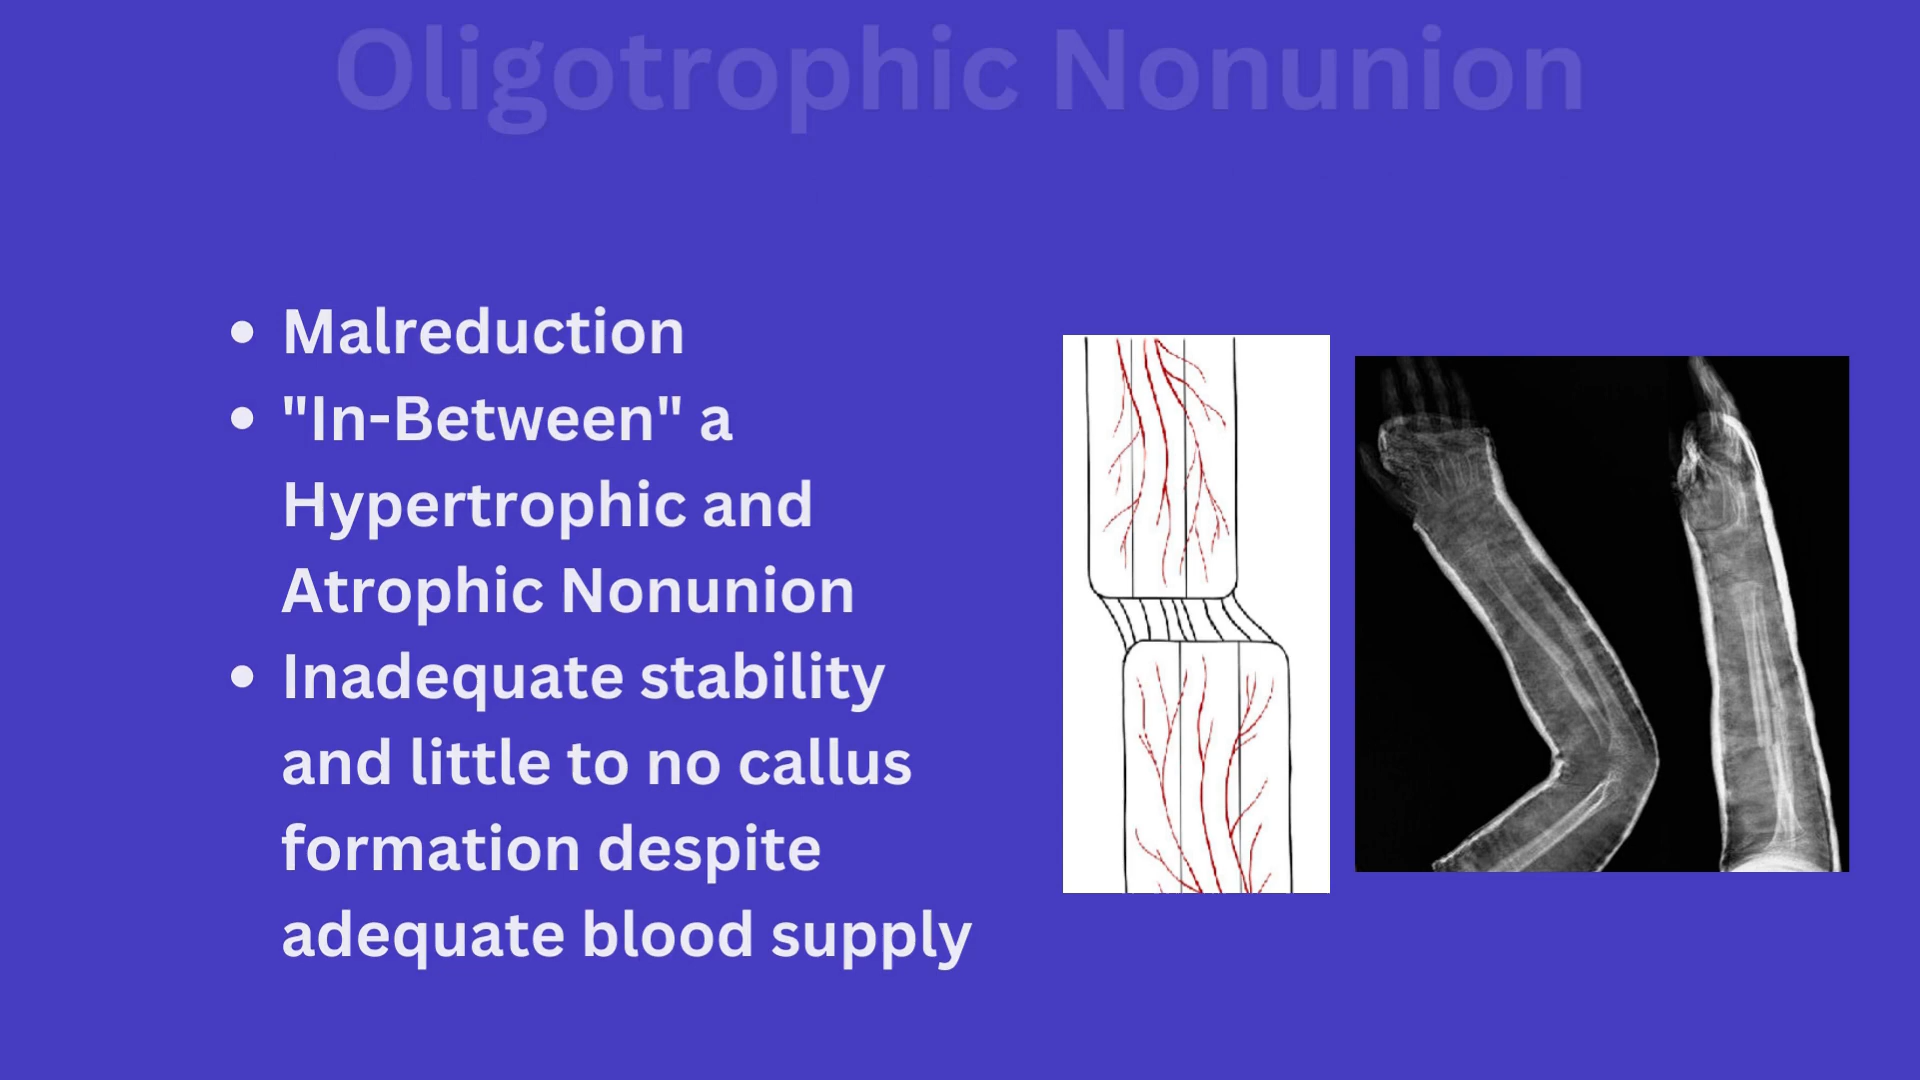 Oligotrophic Nonunion
• Malreduction
• "In-Between" a
Hypertrophic and
Atrophic Nonunion
• Inadequate stability
and little to no callus
formation despite
adequate blood supply